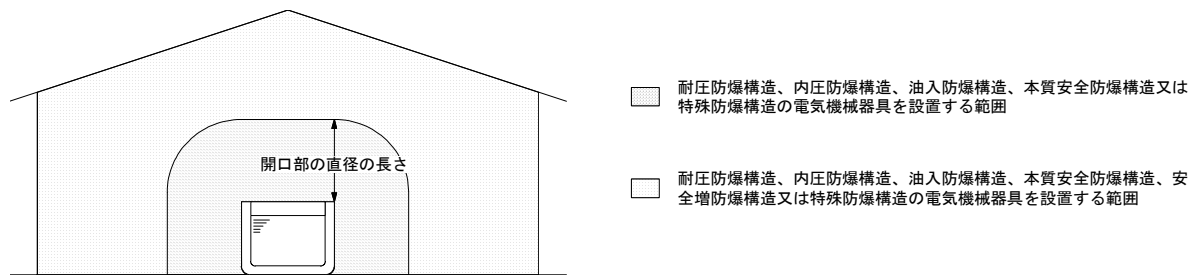 開口部の直径の長さ
耐圧防爆構造、内圧防爆構造、油入防爆構造、本質安全防爆構造又は
特殊防爆構造の電気機械器具を設置する範囲
耐圧防爆構造、内圧防爆構造、油入防爆構造、本質安全防爆構造、安
全増防爆構造又は特殊防爆構造の電気機械器具を設置する範囲